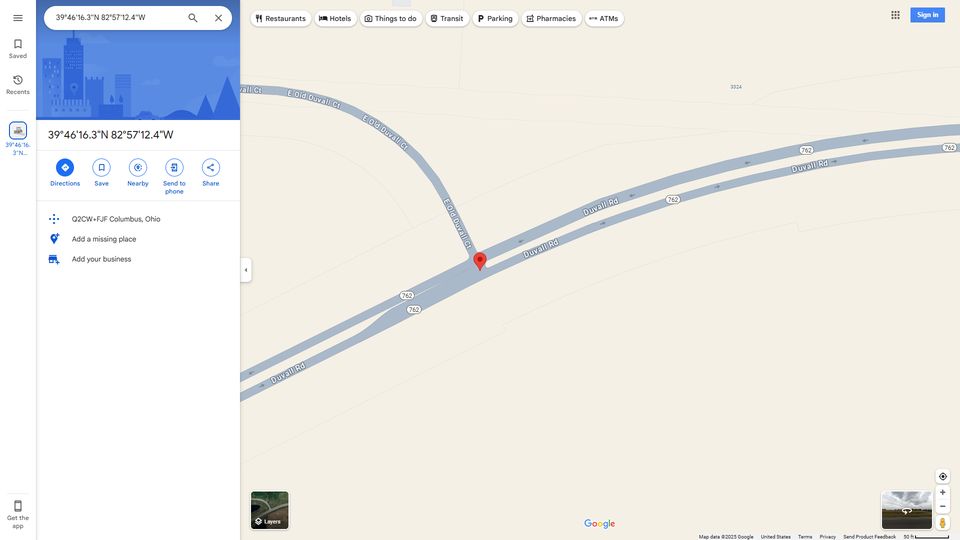 39°46'16.3"N 82°57'12.4"W
Restaurants
Hotels
Things to do
Transit
Parking
Pharmacies
ATMs
Sign in
Saved
Recents
39°46'16.
3"N...
39°46'16.3"N 82°57'12.4"W
Directions
Save
Nearby
Send to
phone
Share
Q2CW+FJF Columbus, Ohio
Add a missing place
Add your business
Get the
app
vall Ct
E Old Duvall Ct
E Old Duvall Ct
E Old Duvall Ct
3324
762
762
Duvall Rd
Duvall Rd
762
Duvall Rd
762
762
Duvall Rd
Layers
Google
Map data ©2025 Google
United States
Terms
Privacy
Send Product Feedback
50 ft